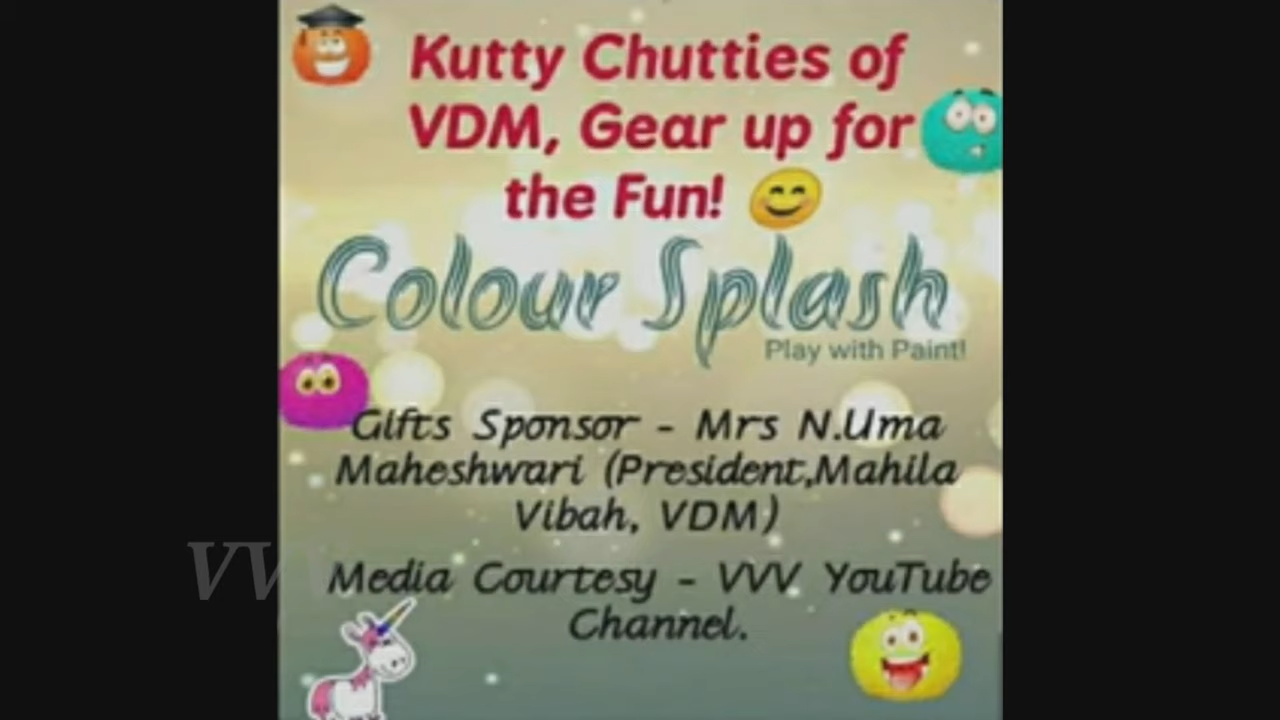 Kutty Chutties of
VDM, Gear up for
the Fun! 😊
Colour Splash
Play with Paint!
Gifts Sponsor - Mrs N.Uma
Maheshwari (President,Mahila
Vibah, VDM)
Media Courtesy - VVV YouTube
Channel.